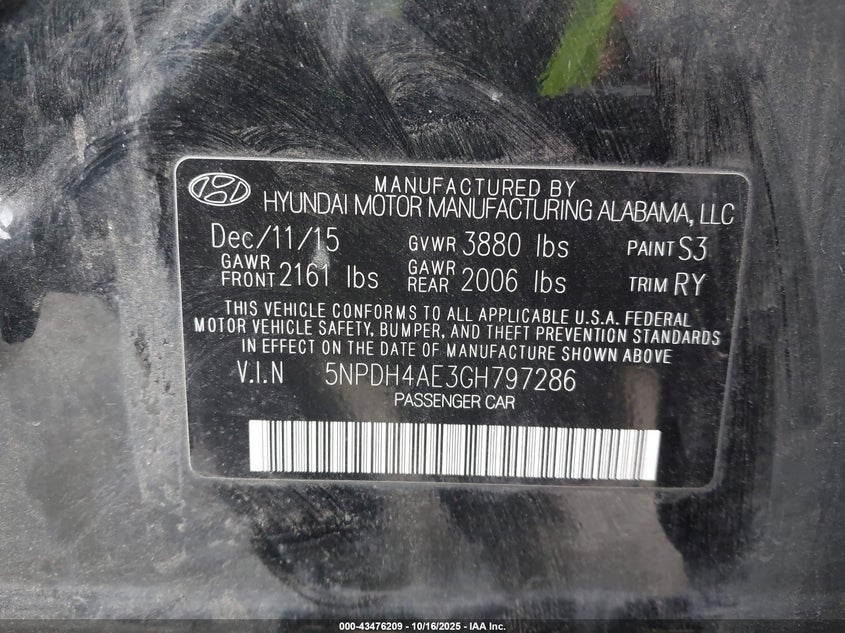 MANUFACTURED BY
HYUNDAI MOTOR MANUFACTURING ALABAMA, LLC
Dec/11/15 GVWR 3880 lbs PAINT S3
GAWR FRONT 2161 lbs GAWR REAR 2006 lbs TRIM RY
THIS VEHICLE CONFORMS TO ALL APPLICABLE U.S.A. FEDERAL
MOTOR VEHICLE SAFETY, BUMPER, AND THEFT PREVENTION STANDARDS
IN EFFECT ON THE DATE OF MANUFACTURE SHOWN ABOVE
V.I.N 5NPDH4AE3GH797286
PASSENGER CAR
000-43476209 - 10/16/2025 - IAA Inc.